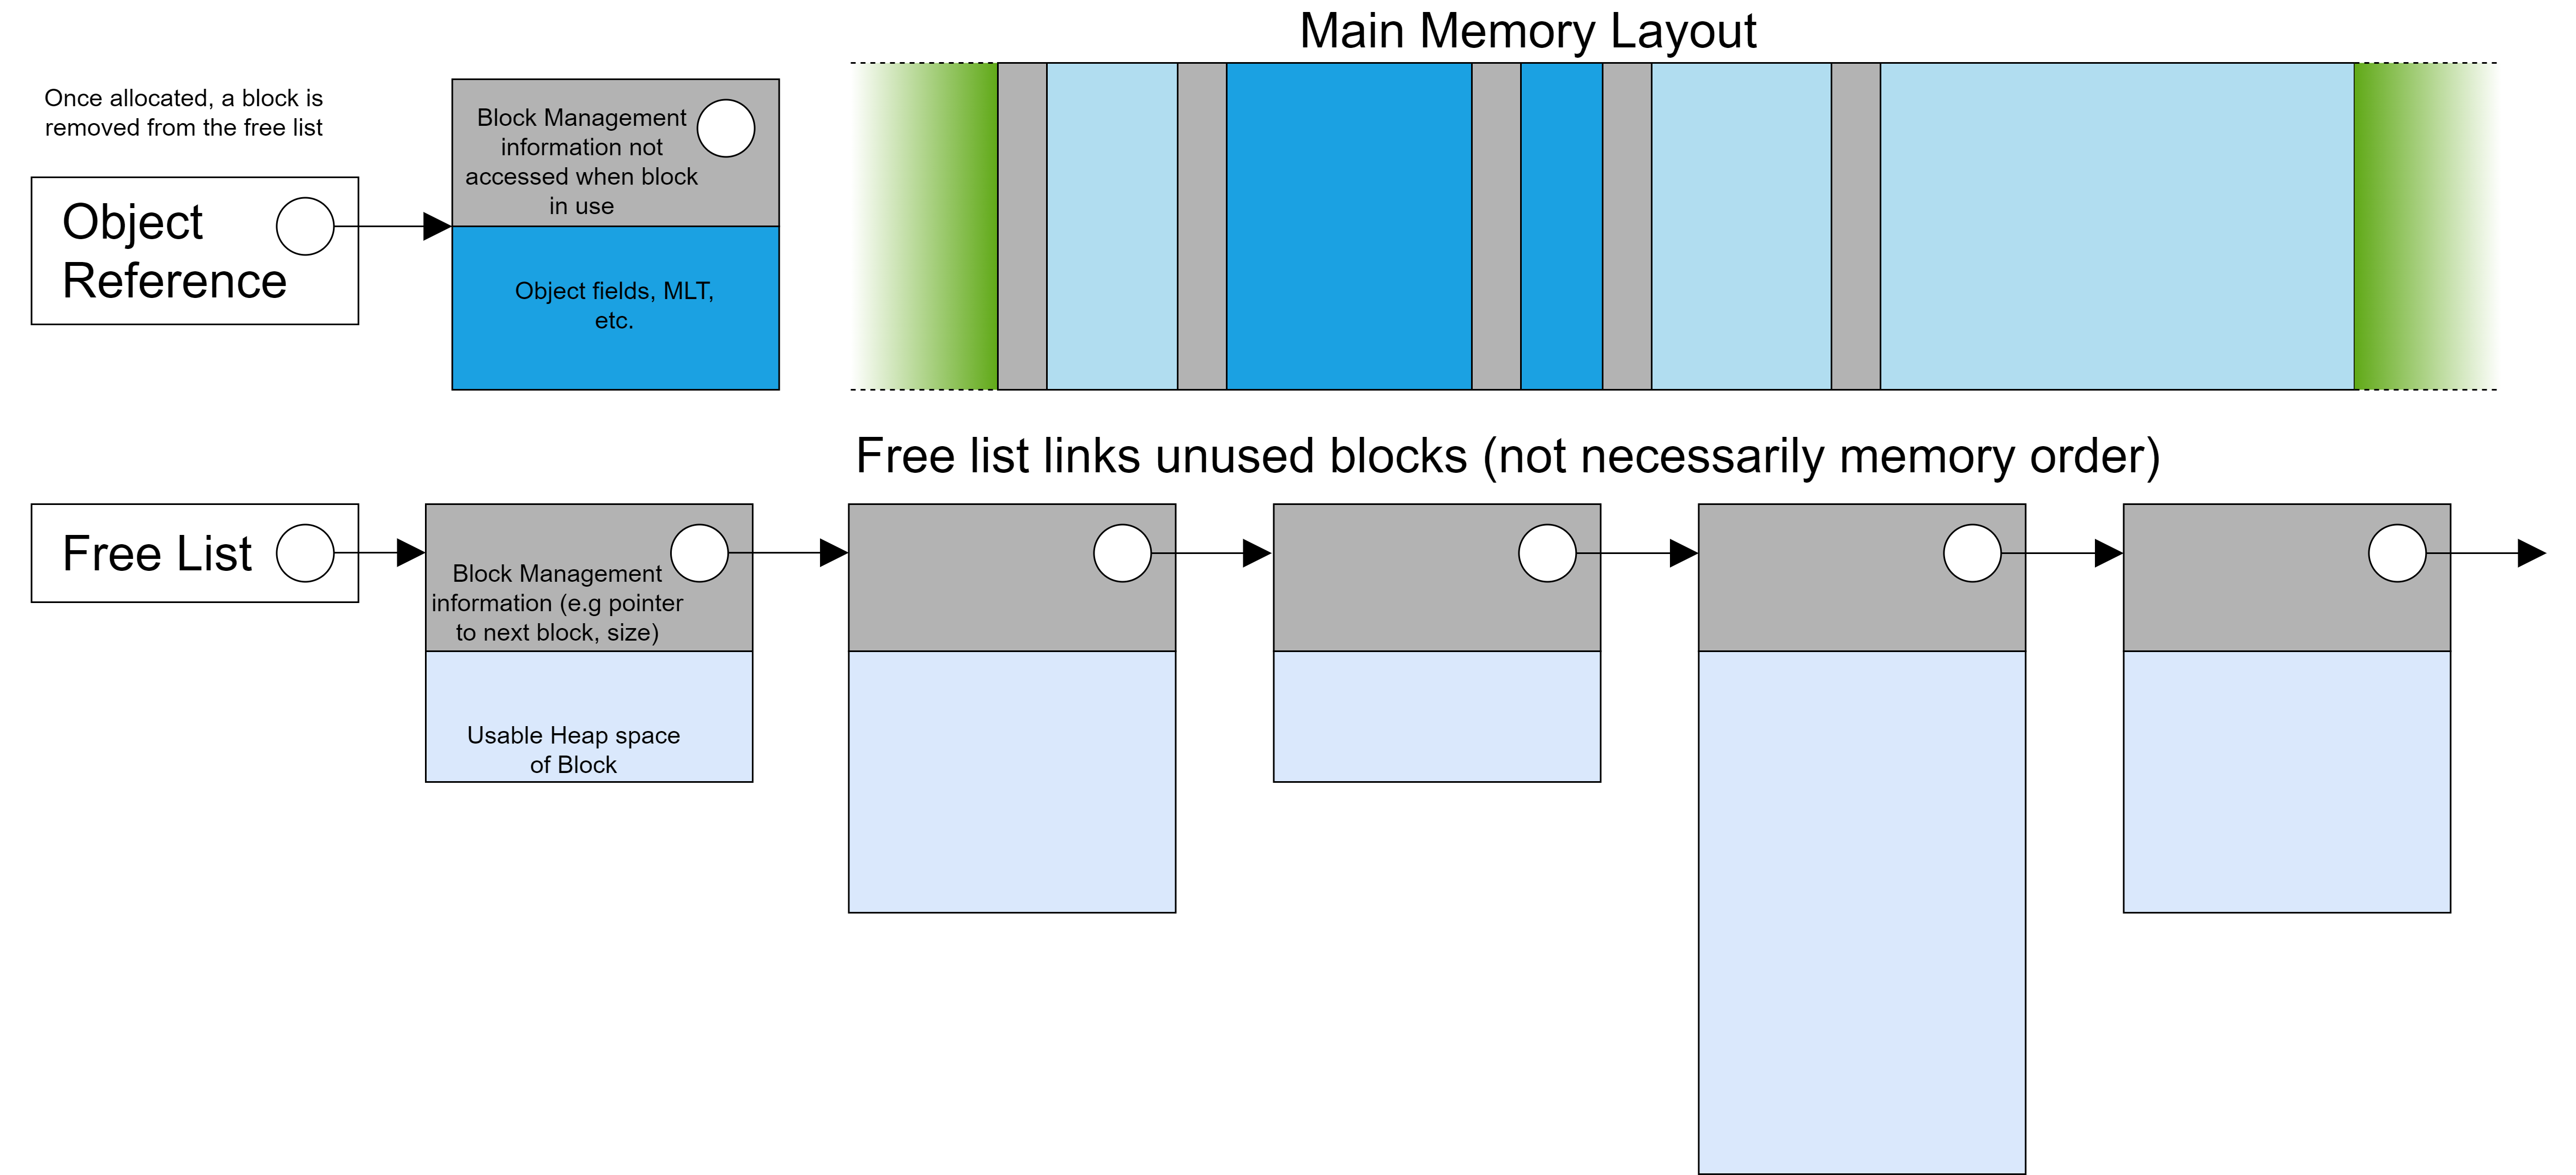 Main Memory Layout
Once allocated, a block is
removed from the free list
Object
Reference
Block Management
information not
accessed when block
in use
Object fields, MLT,
etc.
Free list links unused blocks (not necessarily memory order)
Free List
Block Management
information (e.g pointer
to next block, size)
Usable Heap space
of Block